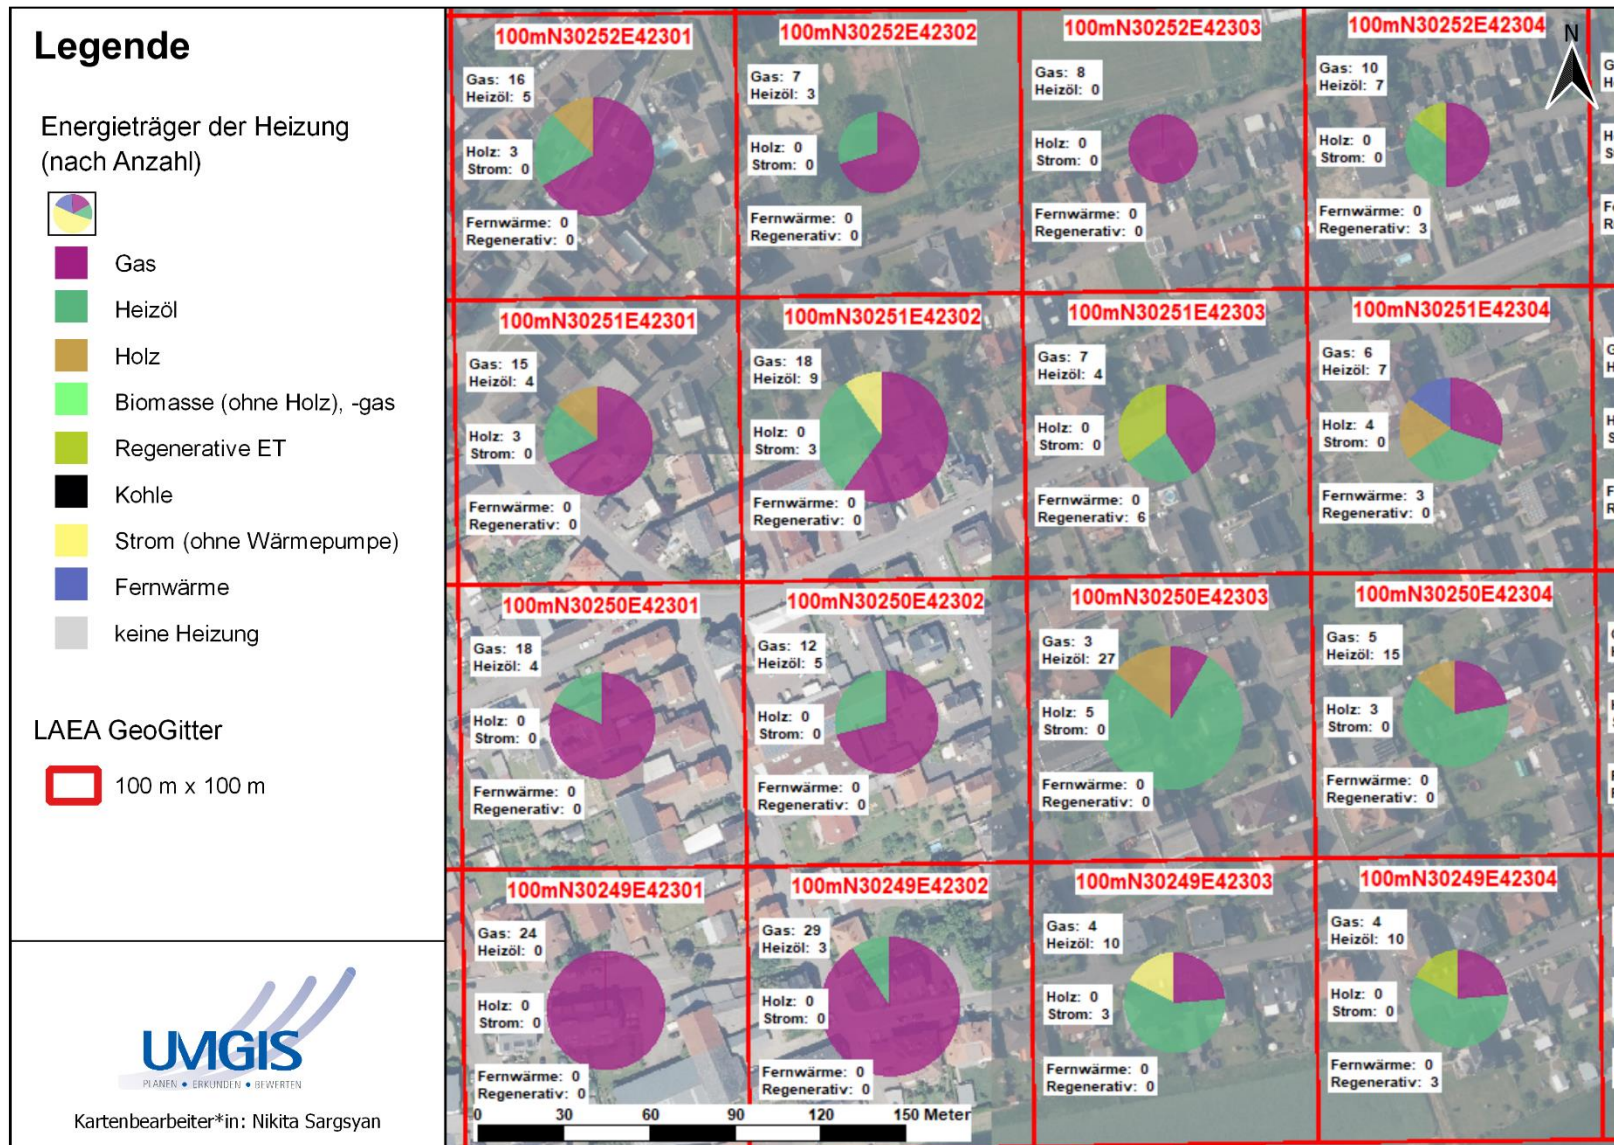 Legende
Energieträger der Heizung
(nach Anzahl)
Gas
Heizöl
Holz
Biomasse (ohne Holz), -gas
Regenerative ET
Kohle
Strom (ohne Wärmepumpe)
Fernwärme
keine Heizung
LAEA GeoGitter
100 m x 100 m
UMGIS
PLANEN • ERKUNDEN • BEWERTEN
Kartenbearbeiter*in: Nikita Sargsyan
100mN30252E42301
Gas: 16
Heizöl: 5
Holz: 3
Strom: 0
Fernwärme: 0
Regenerativ: 0
100mN30252E42302
Gas: 7
Heizöl: 3
Holz: 0
Strom: 0
Fernwärme: 0
Regenerativ: 0
100mN30252E42303
Gas: 8
Heizöl: 0
Holz: 0
Strom: 0
Fernwärme: 0
Regenerativ: 0
100mN30252E42304
N
Gas: 10
Heizöl: 7
Holz: 0
Strom: 0
Fernwärme: 0
Regenerativ: 3
100mN30251E42301
Gas: 15
Heizöl: 4
Holz: 3
Strom: 0
Fernwärme: 0
Regenerativ: 0
100mN30251E42302
Gas: 18
Heizöl: 9
Holz: 0
Strom: 3
Fernwärme: 0
Regenerativ: 0
100mN30251E42303
Gas: 7
Heizöl: 4
Holz: 0
Strom: 0
Fernwärme: 0
Regenerativ: 6
100mN30251E42304
Gas: 6
Heizöl: 7
Holz: 4
Strom: 0
Fernwärme: 3
Regenerativ: 0
100mN30250E42301
Gas: 18
Heizöl: 4
Holz: 0
Strom: 0
Fernwärme: 0
Regenerativ: 0
100mN30250E42302
Gas: 12
Heizöl: 5
Holz: 0
Strom: 0
Fernwärme: 0
Regenerativ: 0
100mN30250E42303
Gas: 3
Heizöl: 27
Holz: 5
Strom: 0
Fernwärme: 0
Regenerativ: 0
100mN30250E42304
Gas: 5
Heizöl: 15
Holz: 3
Strom: 0
Fernwärme: 0
Regenerativ: 0
100mN30249E42301
Gas: 24
Heizöl: 0
Holz: 0
Strom: 0
Fernwärme: 0
Regenerativ: 0
100mN30249E42302
Gas: 29
Heizöl: 3
Holz: 0
Strom: 0
Fernwärme: 0
Regenerativ: 0
100mN30249E42303
Gas: 4
Heizöl: 10
Holz: 0
Strom: 3
Fernwärme: 0
Regenerativ: 0
100mN30249E42304
Gas: 4
Heizöl: 10
Holz: 0
Strom: 0
Fernwärme: 0
Regenerativ: 3
0 30 60 90 120 150 Meter